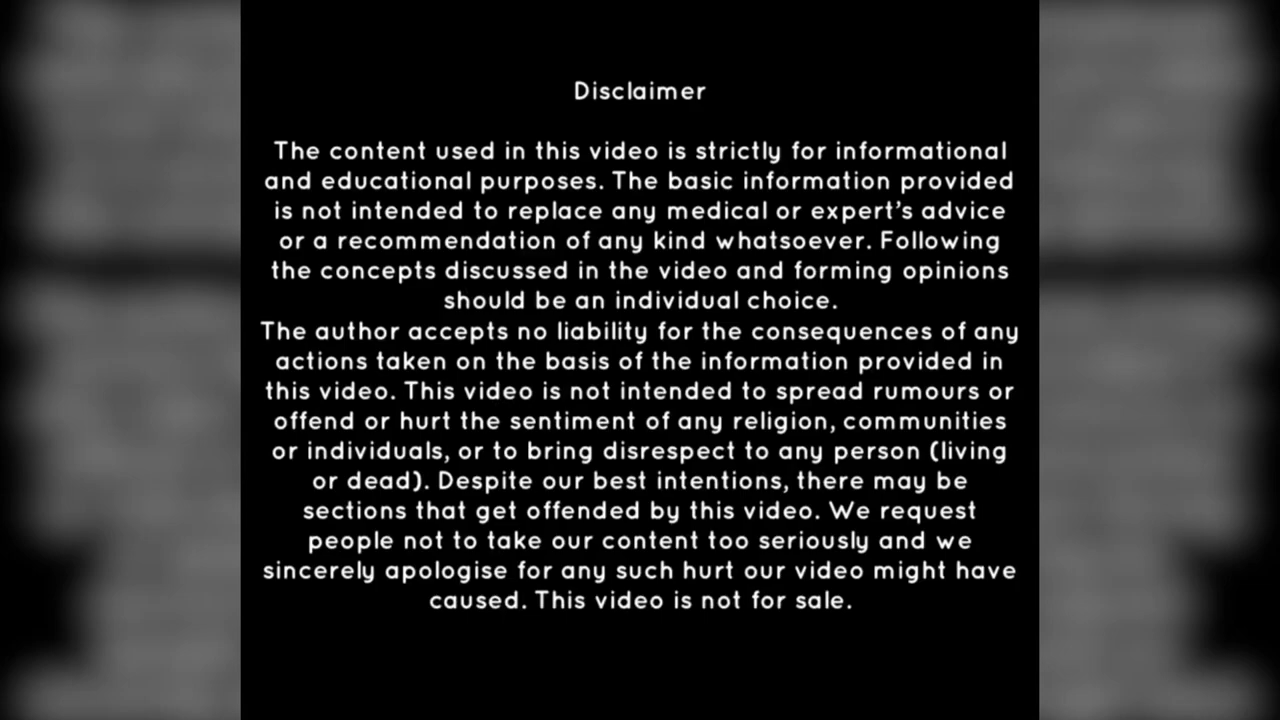 Disclaimer
The content used in this video is strictly for informational
and educational purposes. The basic information provided
is not intended to replace any medical or expert's advice
or a recommendation of any kind whatsoever. Following
the concepts discussed in the video and forming opinions
should be an individual choice.
The author accepts no liability for the consequences of any
actions taken on the basis of the information provided in
this video. This video is not intended to spread rumours or
offend or hurt the sentiment of any religion, communities
or individuals, or to bring disrespect to any person (living
or dead). Despite our best intentions, there may be
sections that get offended by this video. We request
people not to take our content too seriously and we
sincerely apologise for any such hurt our video might have
caused. This video is not for sale.